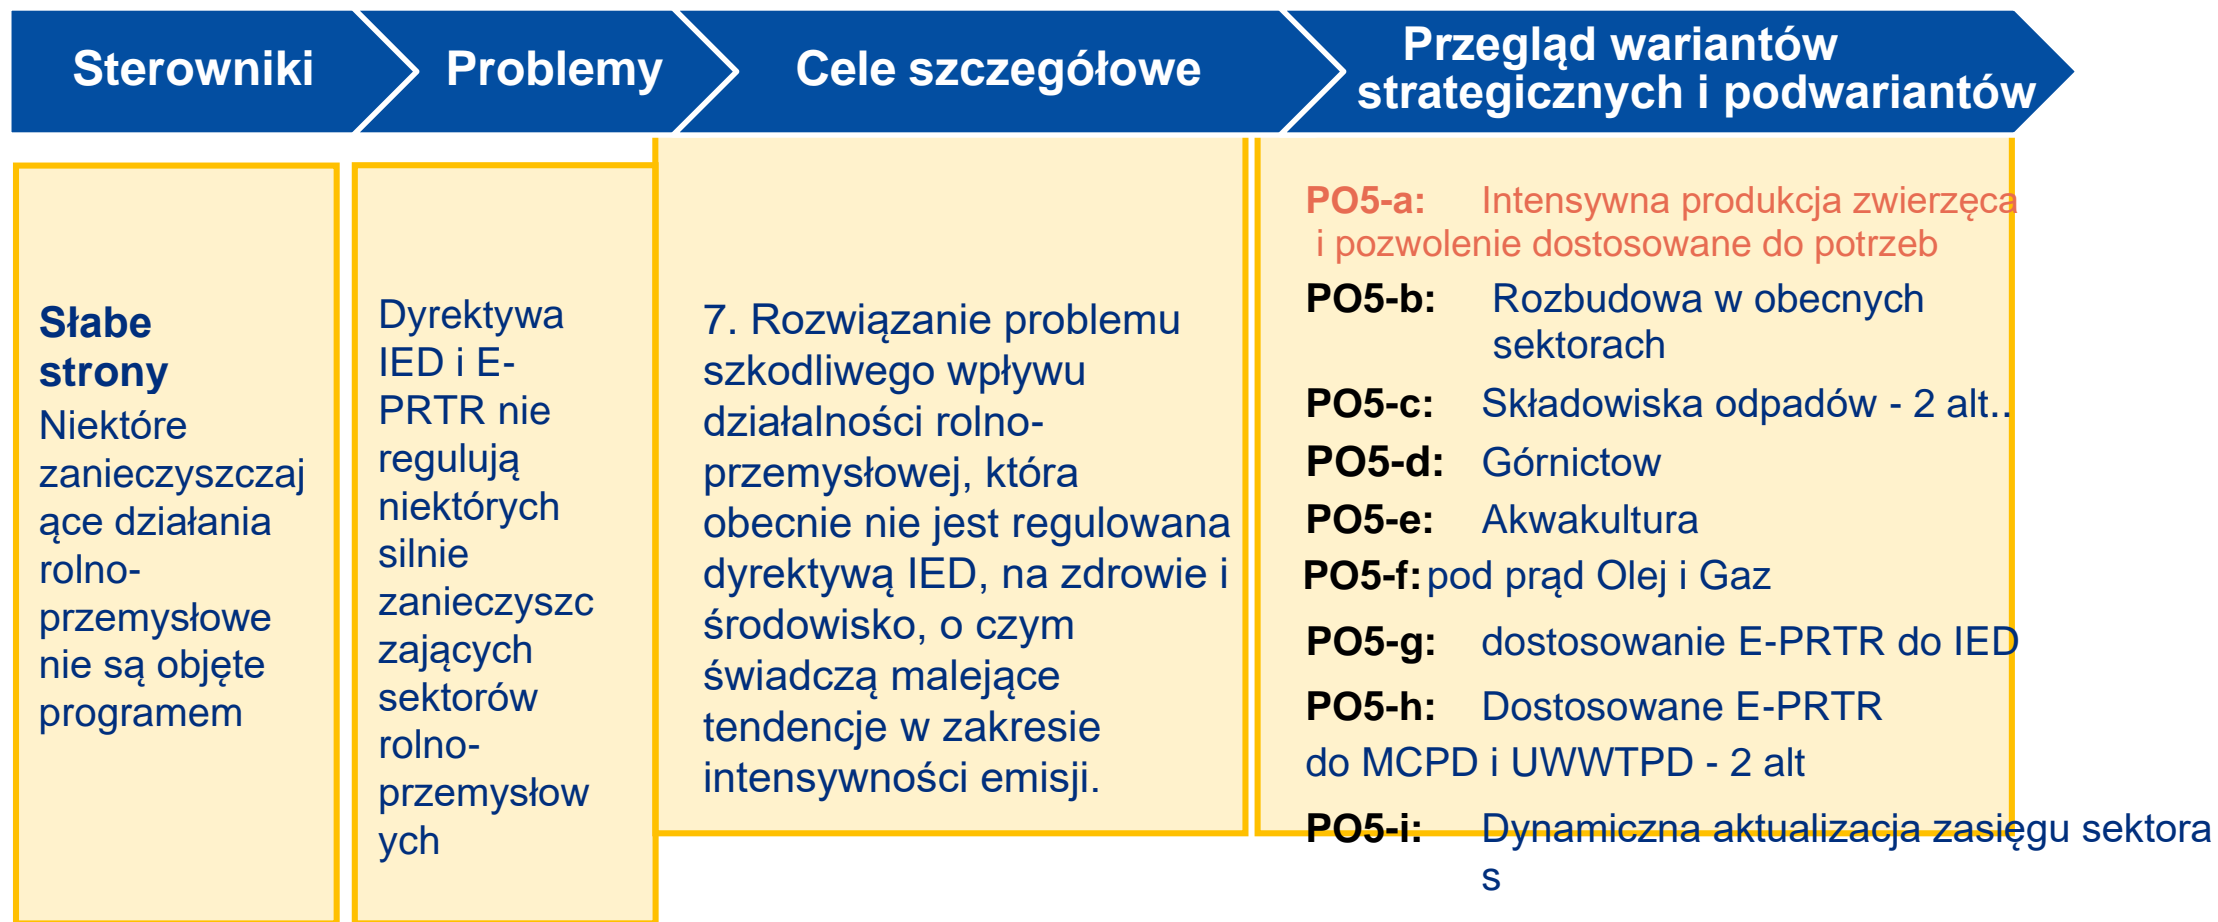 Sterowniki
Problemy
Cele szczegółowe
Przegląd wariantów
strategicznych i podwariantów
Słabe
strony
Niektóre
zanieczyszczaj
ące działania
rolno-
przemysłowe
nie są objęte
programem
Dyrektywa
IED i E-
PRTR nie
regulują
niektórych
silnie
zanieczyszc
zających
sektorów
rolno-
przemysłow
ych
7. Rozwiązanie problemu
szkodliwego wpływu
działalności rolno-
przemysłowej, która
obecnie nie jest regulowana
dyrektywą IED, na zdrowie i
środowisko, o czym
świadczą malejące
tendencje w zakresie
intensywności emisji.
PO5-a: Intensywna produkcja zwierzęca
i pozwolenie dostosowane do potrzeb
PO5-b: Rozbudowa w obecnych
sektorach
PO5-c: Składowiska odpadów - 2 alt..
PO5-d: Górnictow
PO5-e: Akwakultura
PO5-f: pod prąd Olej i Gaz
PO5-g: dostosowanie E-PRTR do IED
PO5-h: Dostosowane E-PRTR
do MCPD i UWWTPD - 2 alt
PO5-i: Dynamiczna aktualizacja zasięgu sektora
s